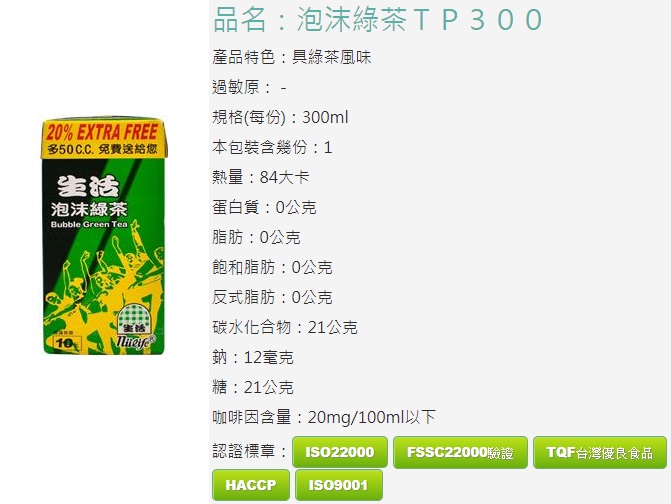 品名：泡沫綠茶ＴＰ３００
產品特色：具綠茶風味
過敏原： -
規格(每份)：300ml
本包裝含幾份：1
熱量：84大卡
蛋白質：0公克
脂肪：0公克
飽和脂肪：0公克
反式脂肪：0公克
碳水化合物：21公克
鈉：12毫克
糖：21公克
咖啡因含量：20mg/100ml以下
認證標章： ISO22000 FSSC22000驗證 TQF台灣優良食品
HACCP ISO9001
20% EXTRA FREE
多50C.C. 免費送給您
生活
泡沫綠茶
Bubble Green Tea
生活
10